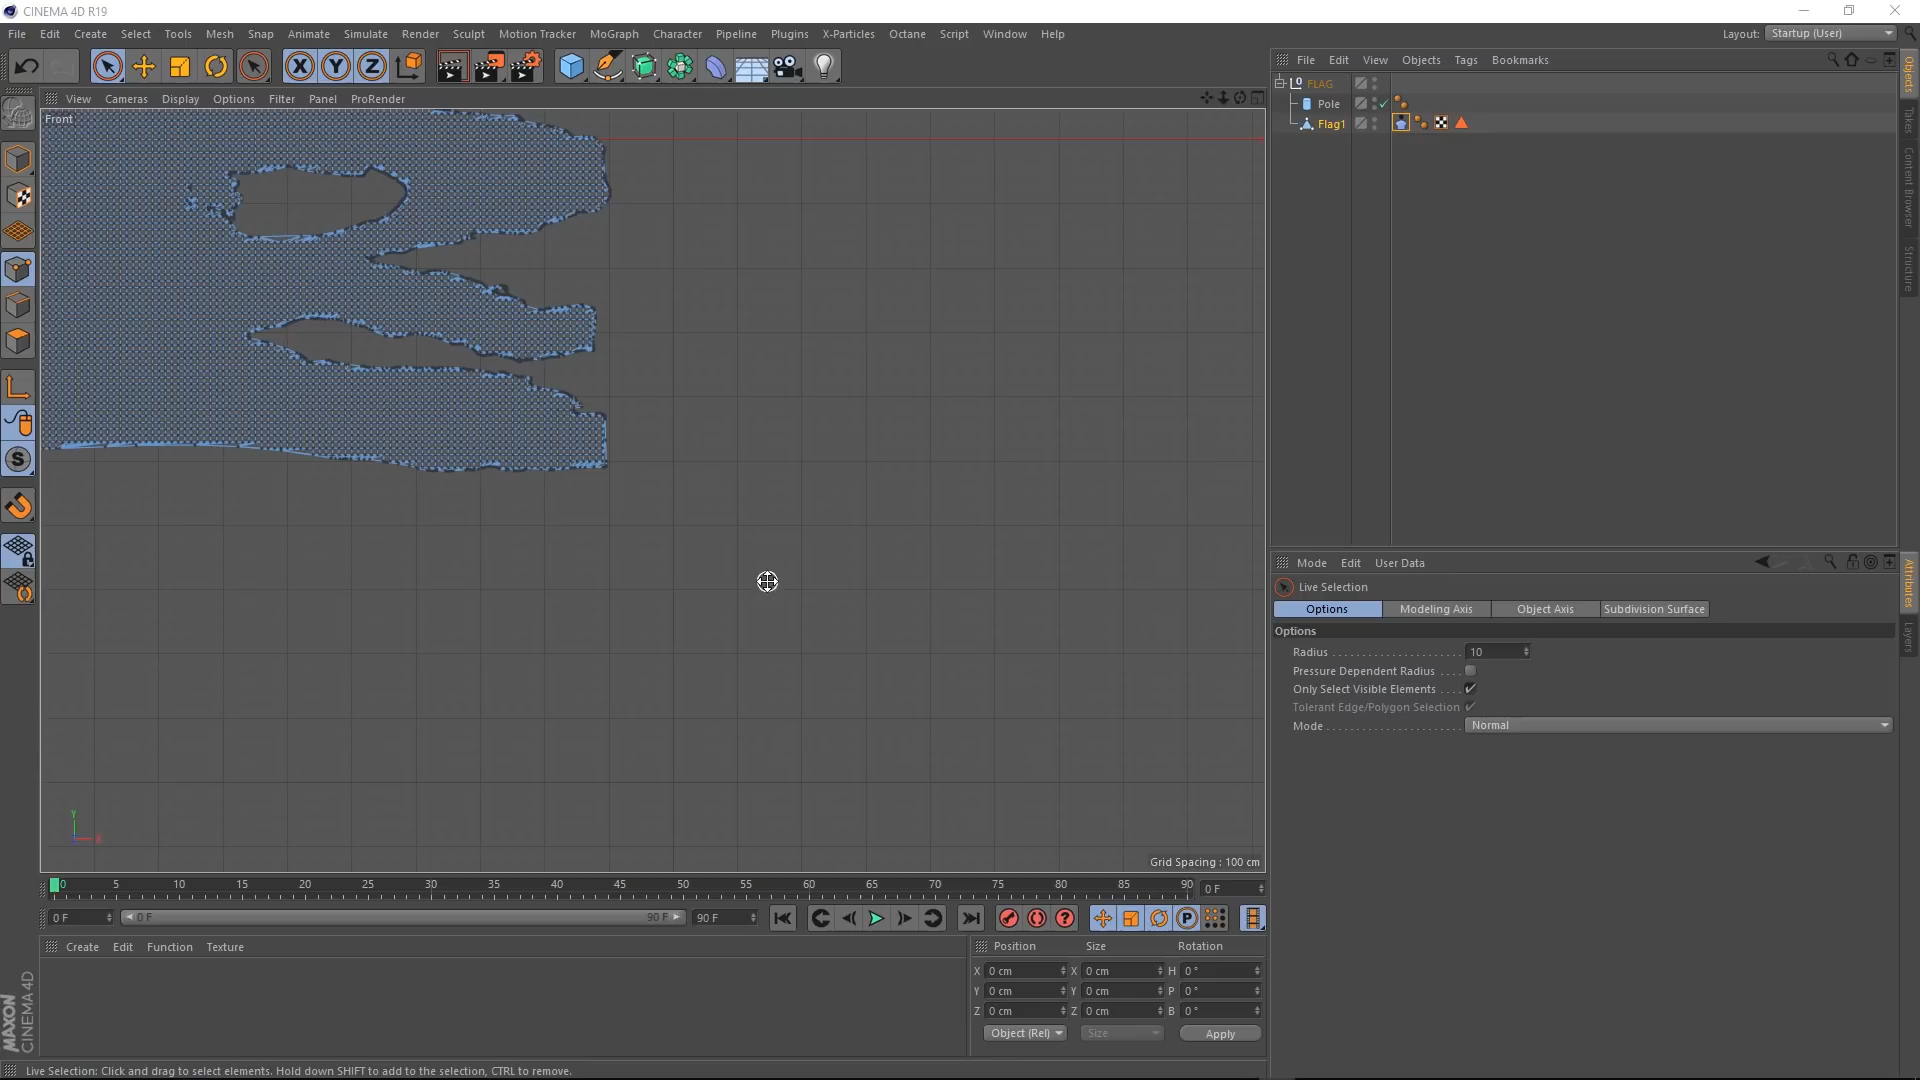 CINEMA 4D R19
File Edit Create Select Tools Mesh Snap Animate Simulate Render Sculpt Motion Tracker MoGraph Character Pipeline Plugins X-Particles Octane Script Window Help
Layout: Startup (User)
X Y Z
View Cameras Display Options Filter Panel ProRender
Front
File Edit View Objects Tags Bookmarks
FLAG
Pole
Flag1
Objects
Takes
Content Browser
Structure
Mode Edit User Data
Live Selection
Options Modeling Axis Object Axis Subdivision Surface
Options
Radius 10
Pressure Dependent Radius
Only Select Visible Elements
Tolerant Edge/Polygon Selection
Mode Normal
Attributes
Layers
S
Y
X
Grid Spacing : 100 cm
0 5 10 15 20 25 30 35 40 45 50 55 60 65 70 75 80 85 90 0 F
0 F 0 F 90 F 90 F
P
Create Edit Function Texture
Position Size Rotation
X 0 cm X 0 cm H 0 °
Y 0 cm Y 0 cm P 0 °
Z 0 cm Z 0 cm B 0 °
Object (Rel) Size Apply
MAXON
CINEMA 4D
Live Selection: Click and drag to select elements. Hold down SHIFT to add to the selection, CTRL to remove.